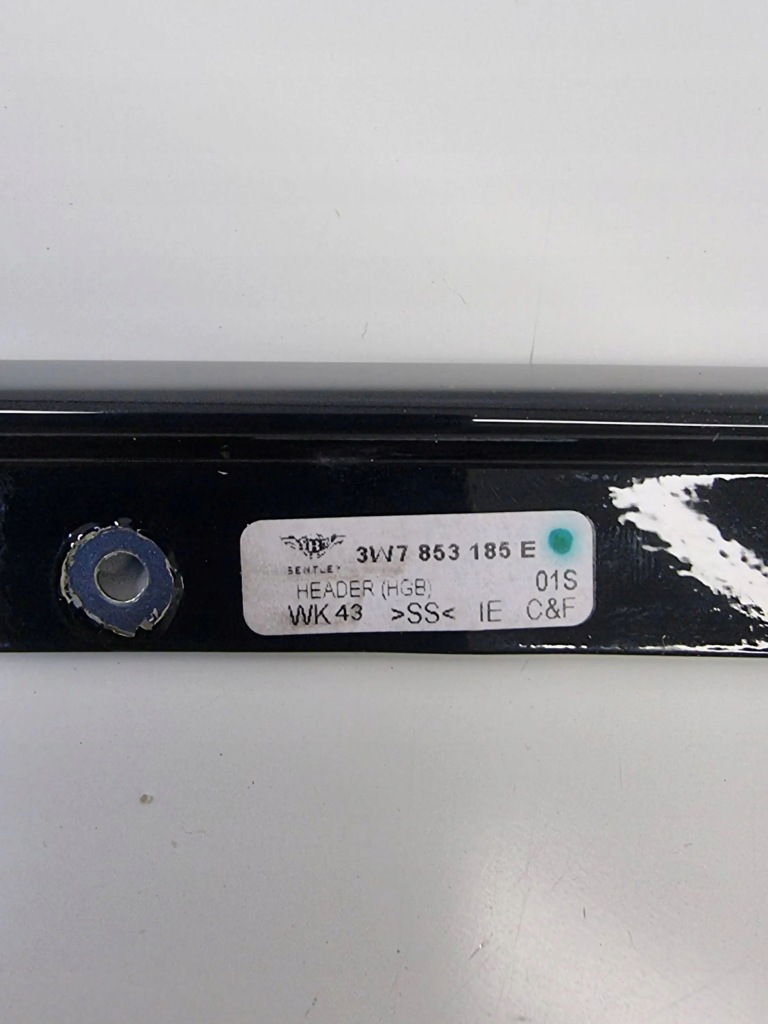 B
BENTLEY
3W7 853 185 E
HEADER (HGB) 01S
WK 43 >SS< IE C&F